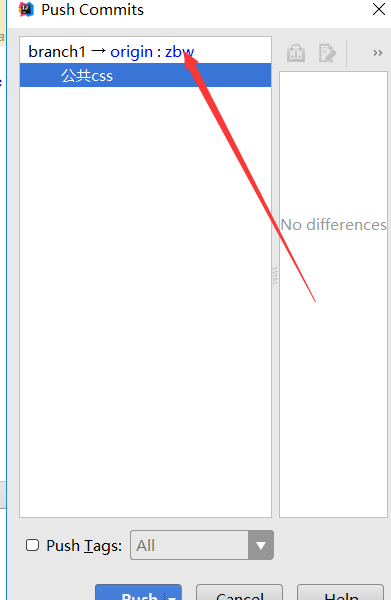 Push Commits
branch1 → origin : zbw
公共css
No differences
Push Tags:
All
Push
Cancel
Help